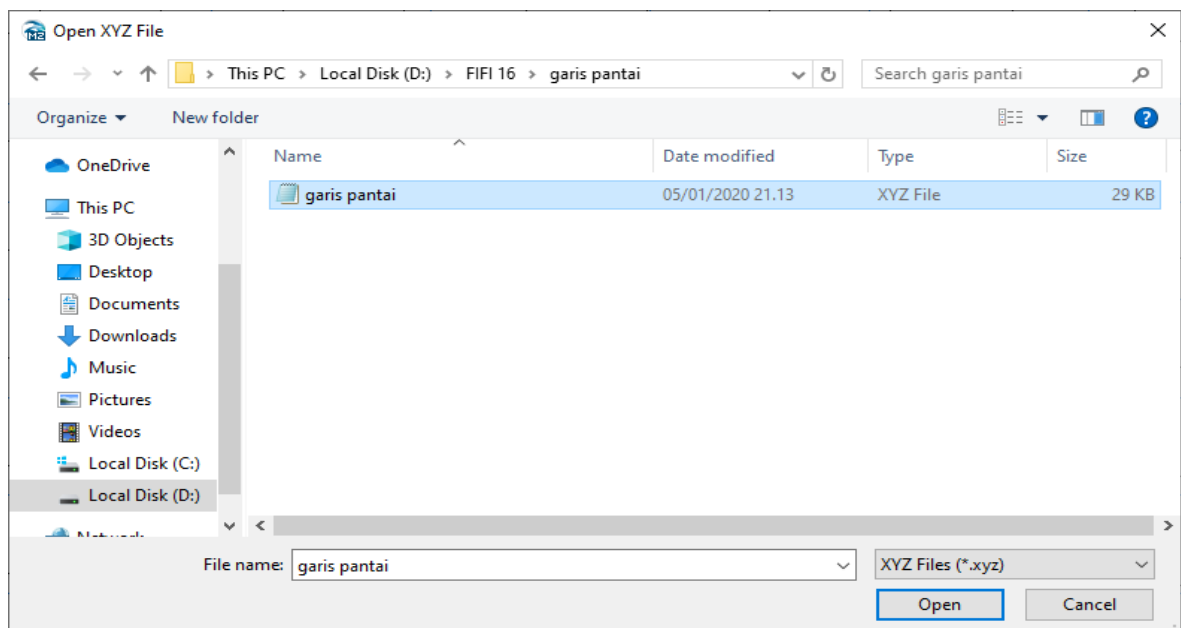 Open XYZ File
This PC > Local Disk (D:) > FIFI 16 > garis pantai
Search garis pantai
Organize New folder
Name Date modified Type Size
garis pantai 05/01/2020 21.13 XYZ File 29 KB
OneDrive
This PC
3D Objects
Desktop
Documents
Downloads
Music
Pictures
Videos
Local Disk (C:)
Local Disk (D:)
Network
File name: garis pantai XYZ Files (*.xyz)
Open Cancel